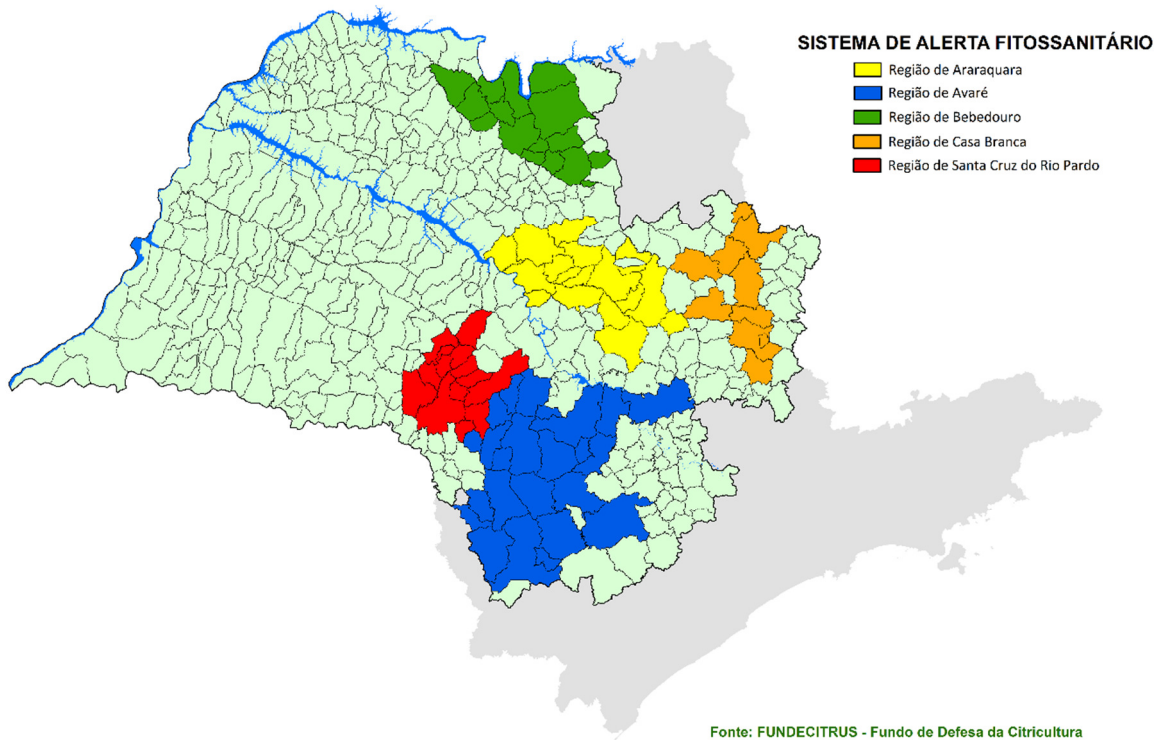 SISTEMA DE ALERTA FITOSSANITÁRIO
Região de Araraquara
Região de Avaré
Região de Bebedouro
Região de Casa Branca
Região de Santa Cruz do Rio Pardo
Fonte: FUNDECITRUS - Fundo de Defesa da Citricultura